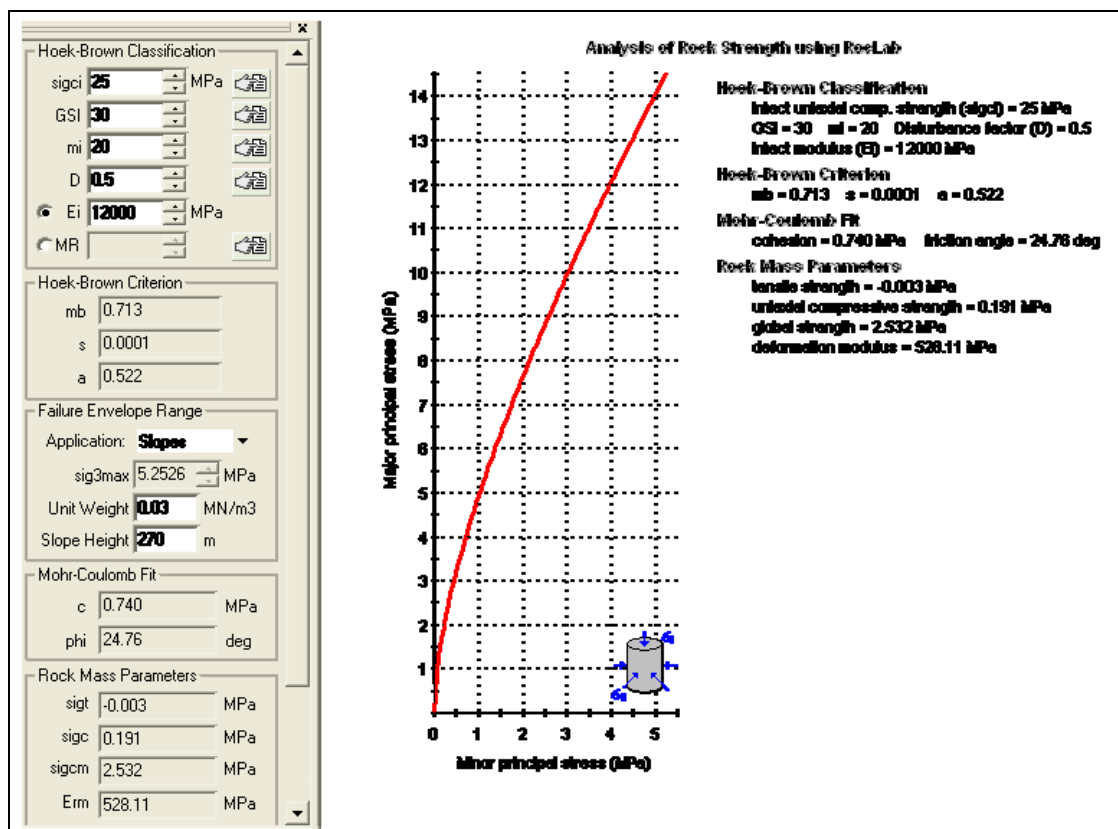 Hoek-Brown Classification
sigci 25 MPa
GSI 30
mi 20
D 0.5
Ei 12000 MPa
MR
Hoek-Brown Criterion
mb 0.713
s 0.0001
a 0.522
Failure Envelope Range
Application: Slopes
sig3max 5.2526 MPa
Unit Weight 0.03 MN/m3
Slope Height 270 m
Mohr-Coulomb Fit
c 0.740 MPa
phi 24.76 deg
Rock Mass Parameters
sigt -0.003 MPa
sigc 0.191 MPa
sigcm 2.532 MPa
Erm 528.11 MPa
Analysis of Rock Strength using RocLab
Major principal stress (MPa)
14
13
12
11
10
9
8
7
6
5
4
3
2
1
0 1 2 3 4 5
Minor principal stress (MPa)
Hoek-Brown Classification
intact uniaxial comp. strength (sigci) = 25 MPa
GSI = 30 mi = 20 Disturbance factor (D) = 0.5
intact modulus (Ei) = 12000 MPa
Hoek-Brown Criterion
mb = 0.713 s = 0.0001 a = 0.522
Mohr-Coulomb Fit
cohesion = 0.740 MPa friction angle = 24.76 deg
Rock Mass Parameters
tensile strength = -0.003 MPa
uniaxial compressive strength = 0.191 MPa
global strength = 2.532 MPa
deformation modulus = 528.11 MPa